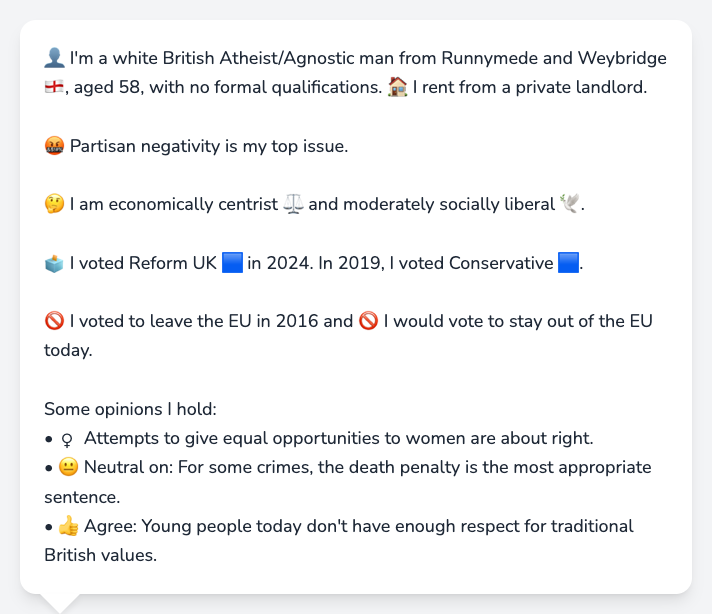 👤 I'm a white British Atheist/Agnostic man from Runnymede and Weybridge
🏴󠁧󠁢󠁥󠁮󠁧󠁿, aged 58, with no formal qualifications. 🏠 I rent from a private landlord.
🤬 Partisan negativity is my top issue.
🤔 I am economically centrist ⚖️ and moderately socially liberal 🕊️.
🗳️ I voted Reform UK 🟦 in 2024. In 2019, I voted Conservative 🟦.
🚫 I voted to leave the EU in 2016 and 🚫 I would vote to stay out of the EU
today.
Some opinions I hold:
• ♀ Attempts to give equal opportunities to women are about right.
• 😐 Neutral on: For some crimes, the death penalty is the most appropriate
sentence.
• 👍 Agree: Young people today don't have enough respect for traditional
British values.